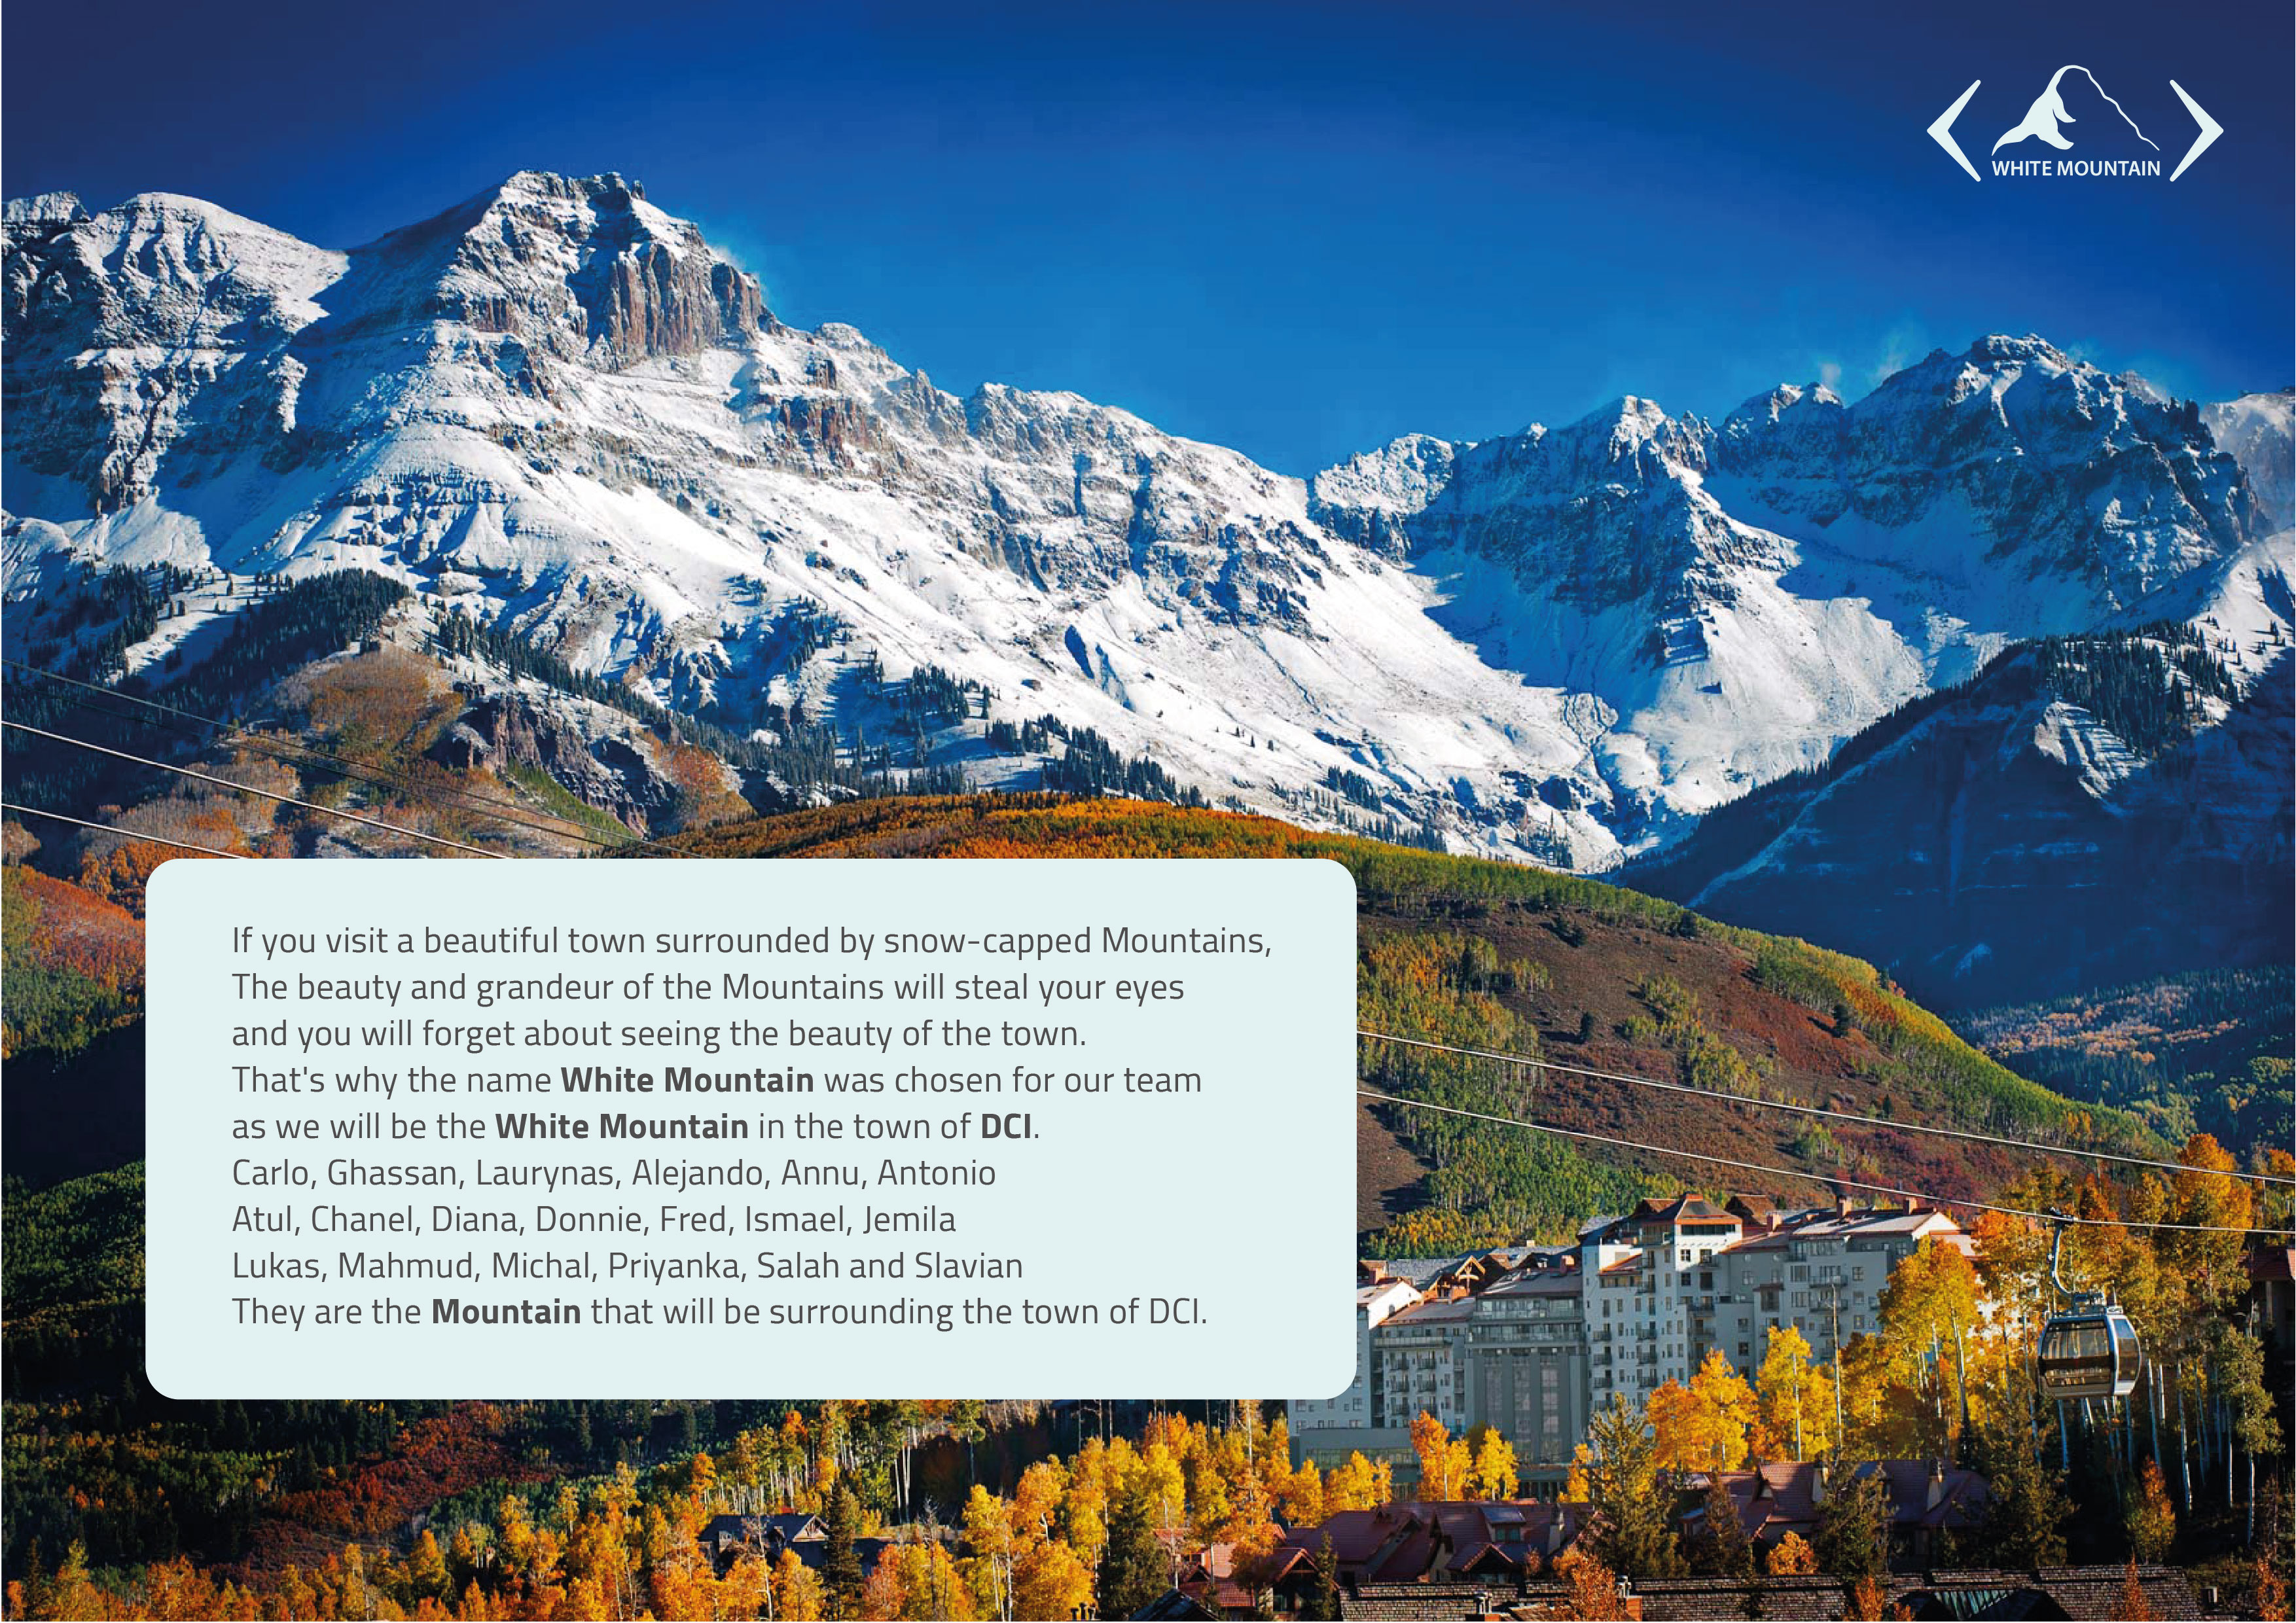 WHITE MOUNTAIN
If you visit a beautiful town surrounded by snow-capped Mountains,
The beauty and grandeur of the Mountains will steal your eyes
and you will forget about seeing the beauty of the town.
That's why the name White Mountain was chosen for our team
as we will be the White Mountain in the town of DCI.
Carlo, Ghassan, Laurynas, Alejando, Annu, Antonio
Atul, Chanel, Diana, Donnie, Fred, Ismael, Jemila
Lukas, Mahmud, Michal, Priyanka, Salah and Slavian
They are the Mountain that will be surrounding the town of DCI.